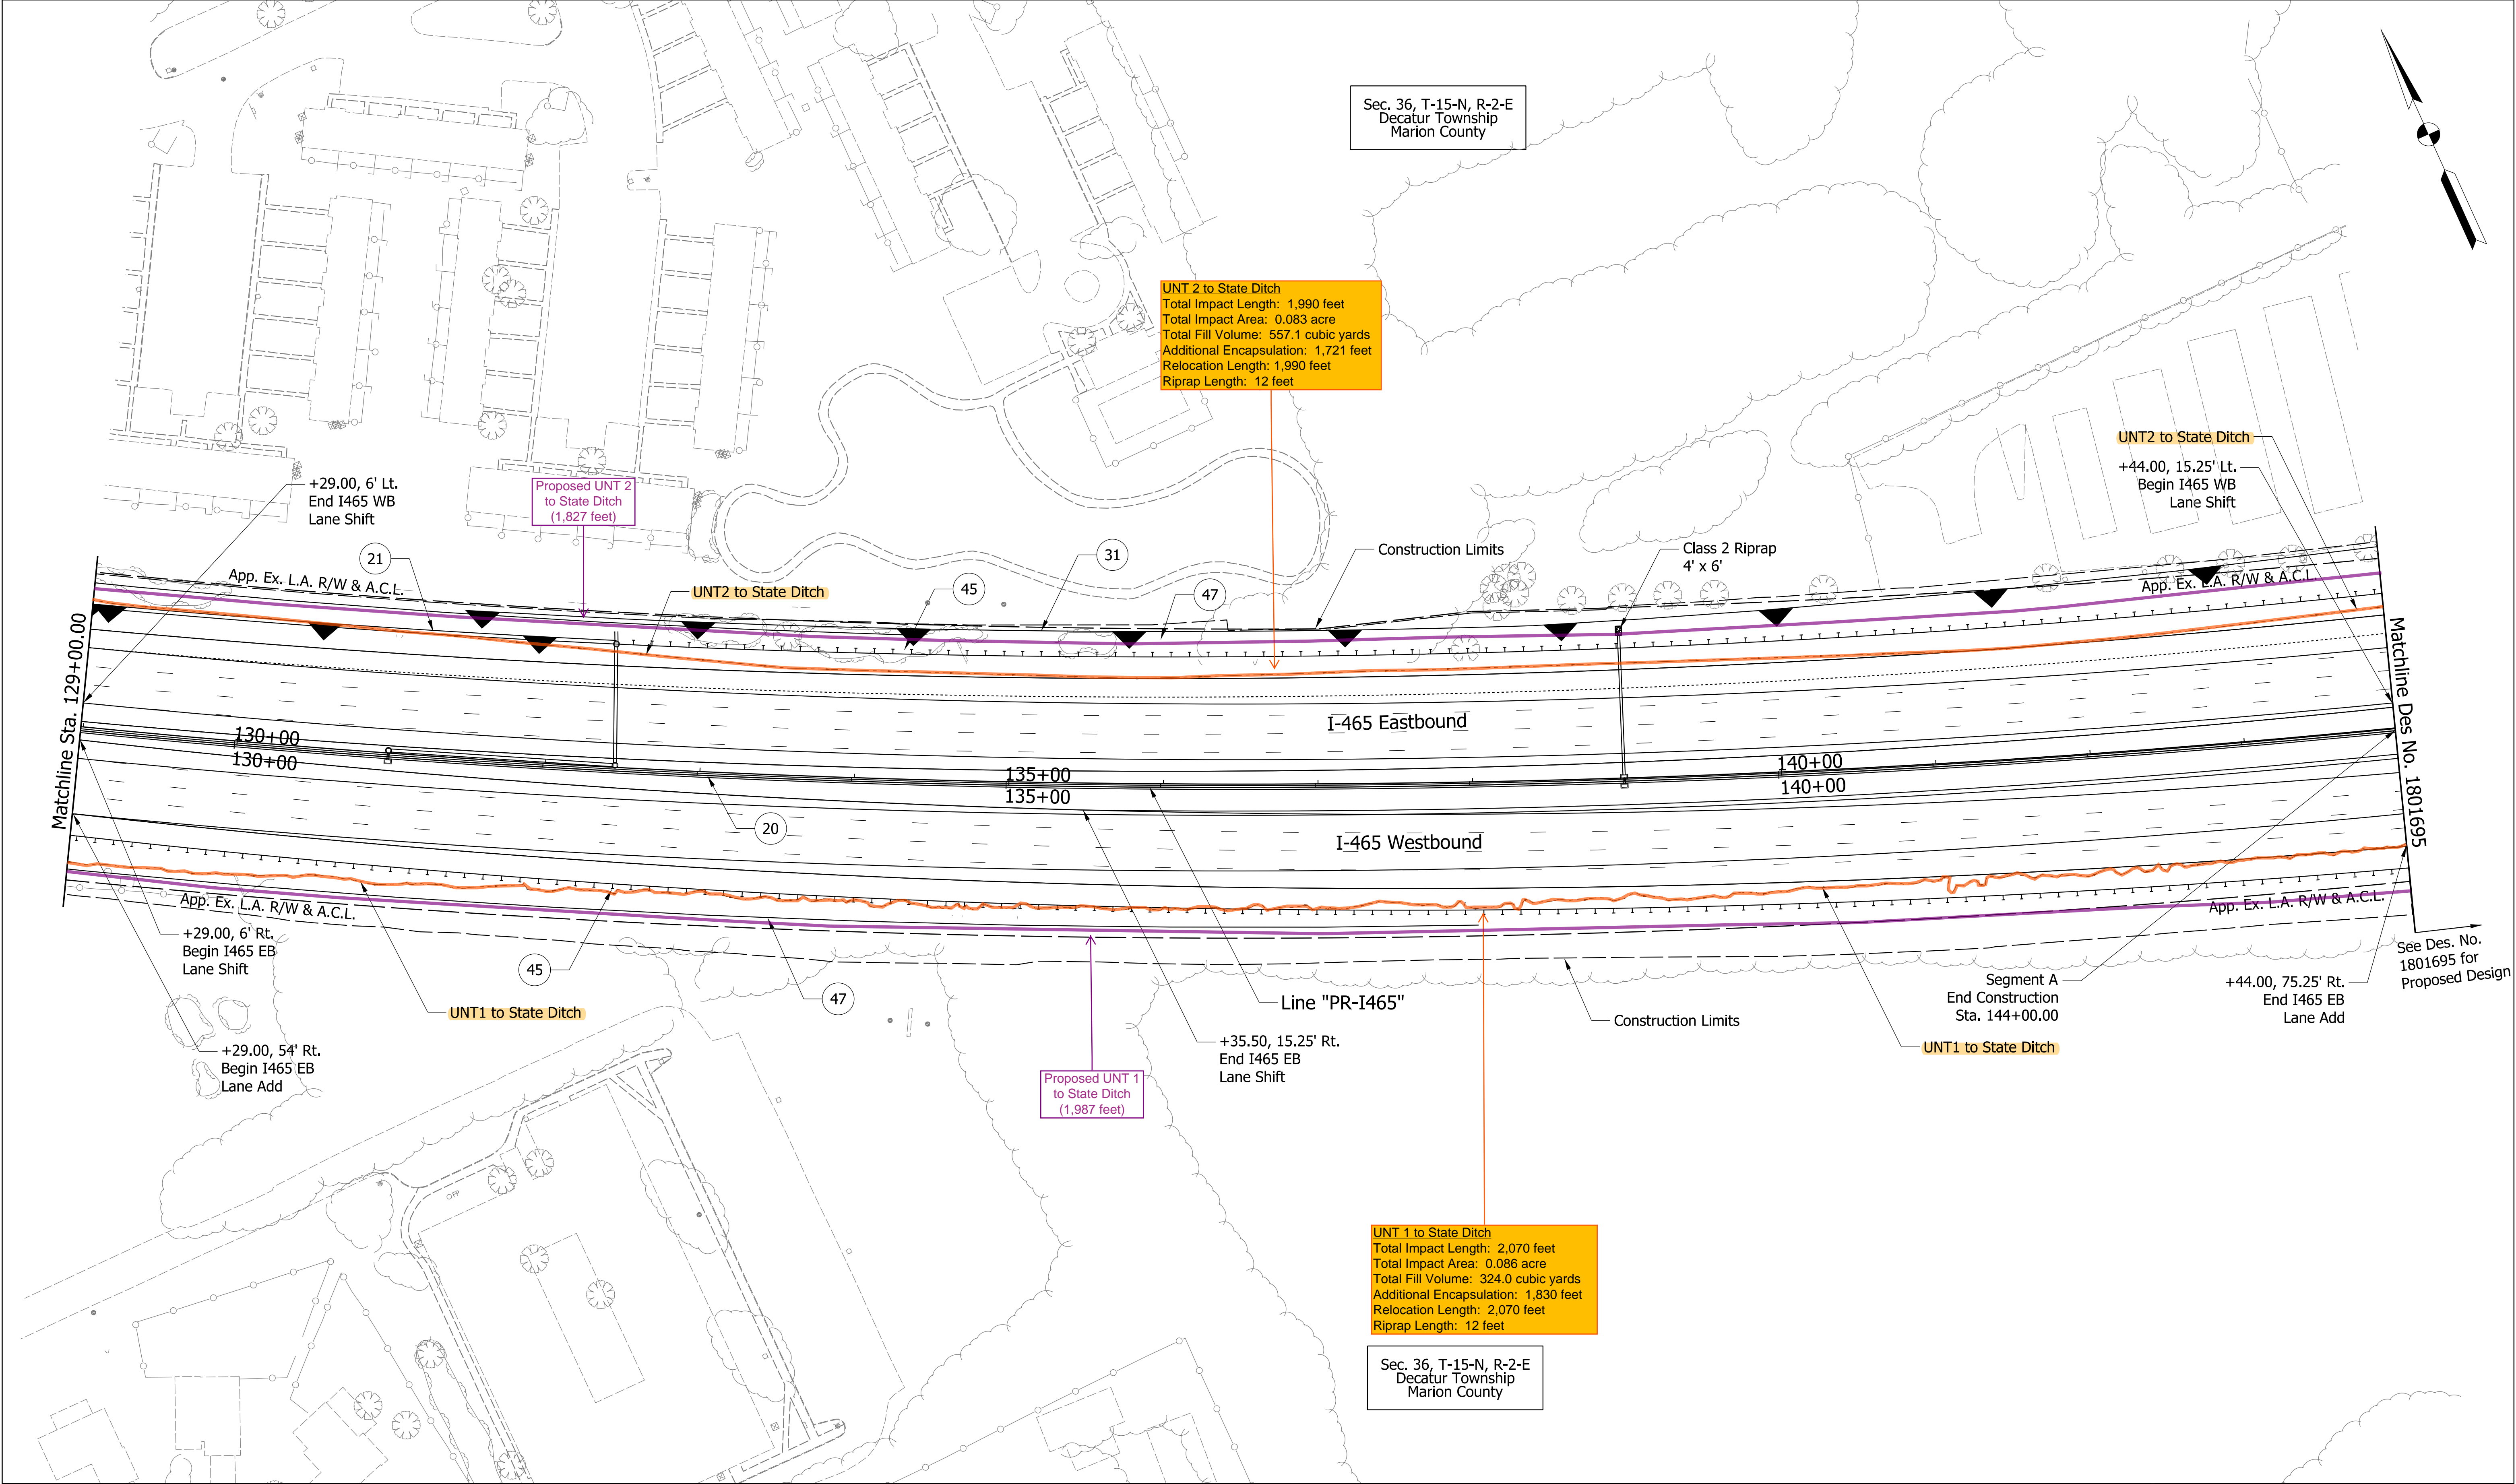 Sec. 36, T-15-N, R-2-E
Decatur Township
Marion County
UNT 2 to State Ditch
Total Impact Length: 1,990 feet
Total Impact Area: 0.083 acre
Total Fill Volume: 557.1 cubic yards
Additional Encapsulation: 1,721 feet
Relocation Length: 1,990 feet
Riprap Length: 12 feet
UNT2 to State Ditch
+44.00, 15.25' Lt.
Begin I465 WB
Lane Shift
+29.00, 6' Lt.
End I465 WB
Lane Shift
Proposed UNT 2
to State Ditch
(1,827 feet)
21
31
Construction Limits
Class 2 Riprap
4' x 6'
App. Ex. L.A. R/W & A.C.L.
UNT2 to State Ditch
45
47
App. Ex. L.A. R/W & A.C.L.
Matchline Sta. 129+00.00
Matchline Des No. 1801695
I-465 Eastbound
130+00
130+00
135+00
135+00
140+00
140+00
20
I-465 Westbound
App. Ex. L.A. R/W & A.C.L.
App. Ex. L.A. R/W & A.C.L.
+29.00, 6' Rt.
Begin I465 EB
Lane Shift
45
47
UNT1 to State Ditch
Line "PR-I465"
Construction Limits
Segment A
End Construction
Sta. 144+00.00
+44.00, 75.25' Rt.
End I465 EB
Lane Add
See Des. No.
1801695 for
Proposed Design
+29.00, 54' Rt.
Begin I465 EB
Lane Add
+35.50, 15.25' Rt.
End I465 EB
Lane Shift
UNT1 to State Ditch
Proposed UNT 1
to State Ditch
(1,987 feet)
FP
UNT 1 to State Ditch
Total Impact Length: 2,070 feet
Total Impact Area: 0.086 acre
Total Fill Volume: 324.0 cubic yards
Additional Encapsulation: 1,830 feet
Relocation Length: 2,070 feet
Riprap Length: 12 feet
Sec. 36, T-15-N, R-2-E
Decatur Township
Marion County